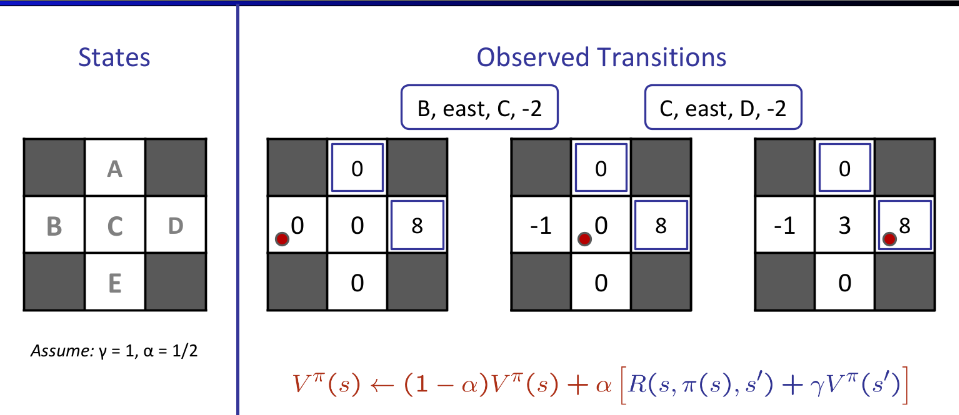 States
Observed Transitions
B, east, C, -2
C, east, D, -2
A
B C D
E
Assume: γ = 1, α = 1/2
0
0 0 8
0
0
-1 0 8
0
0
-1 3 8
0
V^π(s) ← (1 − α)V^π(s) + α [R(s, π(s), s′) + γV^π(s′)]